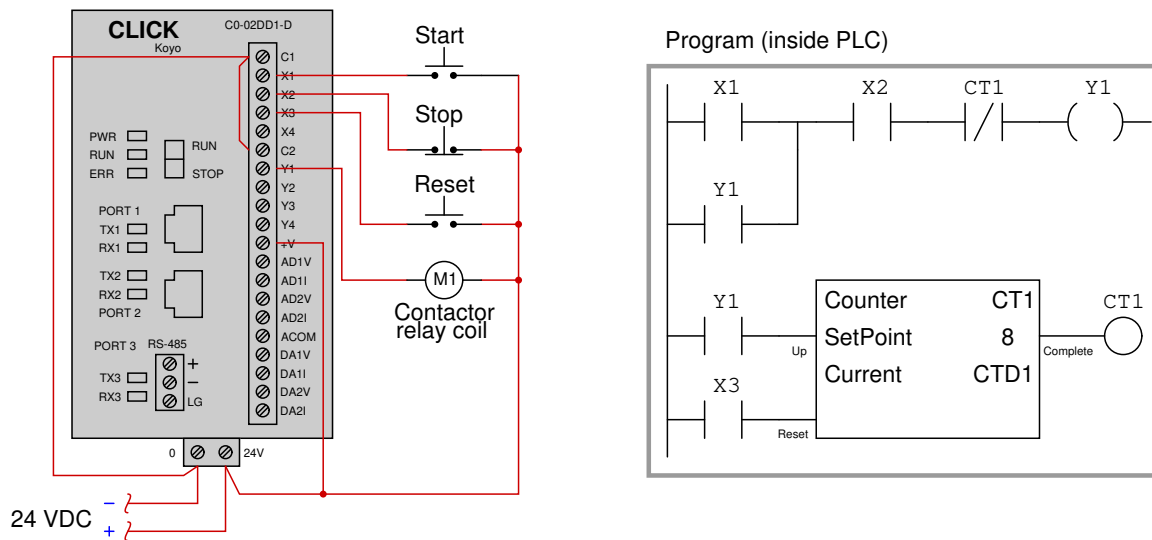 CLICK
Koyo
C0-02DD1-D
C1
X1
X2
X3
X4
C2
Y1
Y2
Y3
Y4
+V
AD1V
AD1I
AD2V
AD2I
ACOM
DA1V
DA1I
DA2V
DA2I
PWR
RUN
ERR
RUN
STOP
PORT 1
TX1
RX1
TX2
RX2
PORT 2
PORT 3
RS-485
+
−
LG
TX3
RX3
0
24V
24 VDC
−
+
Start
Stop
Reset
M1
Contactor
relay coil
Program (inside PLC)
X1
X2
CT1
Y1
Y1
Y1
Up
X3
Reset
Counter CT1
SetPoint 8
Current CTD1
Complete
CT1